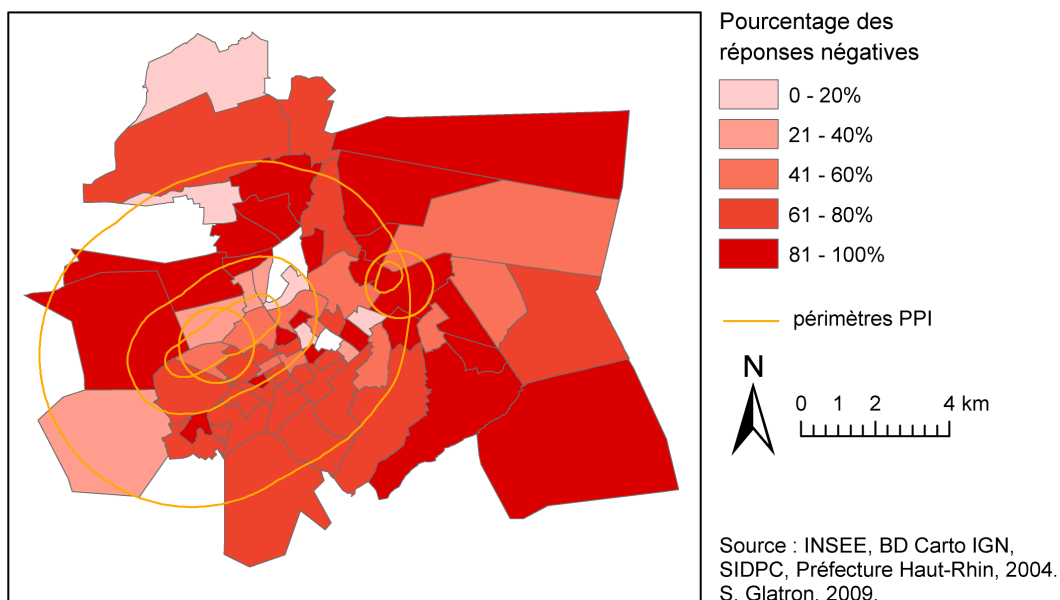 Pourcentage des
réponses négatives
0 - 20%
21 - 40%
41 - 60%
61 - 80%
81 - 100%
périmètres PPI
N
0 1 2 4 km
Source : INSEE, BD Carto IGN,
SIDPC, Préfecture Haut-Rhin, 2004.
S. Glatron, 2009.